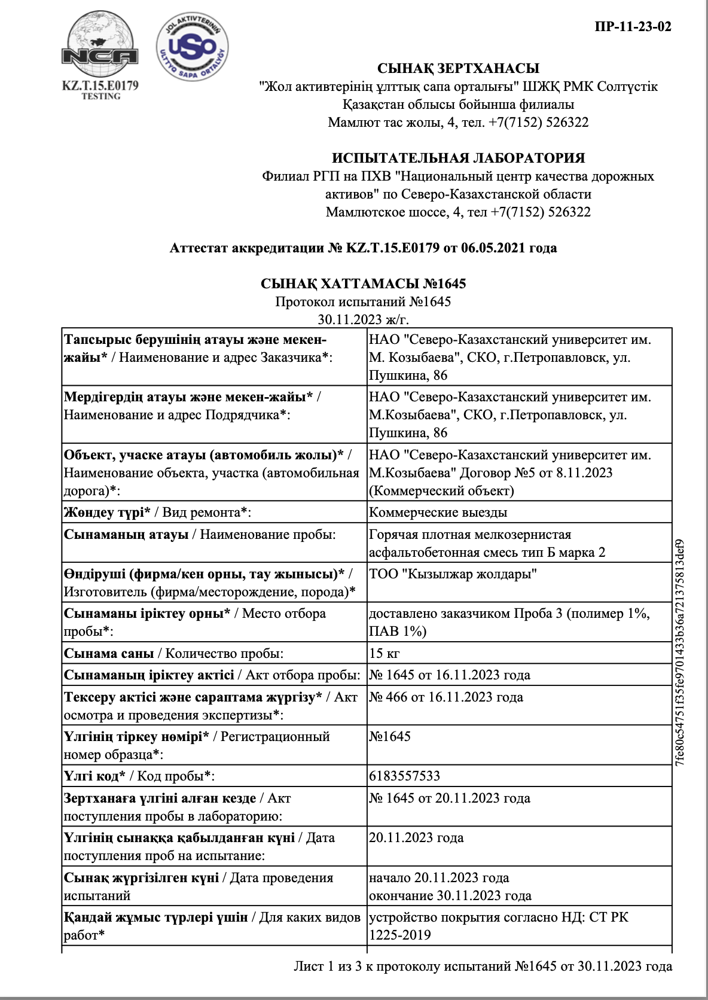 NCA
KZ.T.15.E0179
TESTING
JOL AKTIVTERINIŃ
USO
ULTTYQ SAPA ORTALYǴY
ПР-11-23-02
СЫНАҚ ЗЕРТХАНАСЫ
"Жол активтерінің ұлттық сапа орталығы" ШЖҚ РМК Солтүстік
Қазақстан облысы бойынша филиалы
Мамлют тас жолы, 4, тел. +7(7152) 526322
ИСПЫТАТЕЛЬНАЯ ЛАБОРАТОРИЯ
Филиал РГП на ПХВ "Национальный центр качества дорожных
активов" по Северо-Казахстанской области
Мамлютское шоссе, 4, тел +7(7152) 526322
Аттестат аккредитации № KZ.T.15.E0179 от 06.05.2021 года
СЫНАҚ ХАТТАМАСЫ №1645
Протокол испытаний №1645
30.11.2023 ж/г.
Тапсырыс берушінің атауы және мекен-
жайы* / Наименование и адрес Заказчика*:
НАО "Северо-Казахстанский университет им.
М. Козыбаева", СКО, г.Петропавловск, ул.
Пушкина, 86
Мердігердің атауы және мекен-жайы* /
Наименование и адрес Подрядчика*:
НАО "Северо-Казахстанский университет им.
М.Козыбаева", СКО, г.Петропавловск, ул.
Пушкина, 86
Объект, учаске атауы (автомобиль жолы)* /
Наименование объекта, участка (автомобильная
дорога)*:
НАО "Северо-Казахстанский университет им.
М.Козыбаева" Договор №5 от 8.11.2023
(Коммерческий объект)
Жөндеу түрі* / Вид ремонта*:
Коммерческие выезды
Сынаманың атауы / Наименование пробы:
Горячая плотная мелкозернистая
асфальтобетонная смесь тип Б марка 2
Өндіруші (фирма/кен орны, тау жынысы)* /
Изготовитель (фирма/месторождение, порода)*
ТОО "Кызылжар жолдары"
Сынаманы іріктеу орны* / Место отбора
пробы*:
доставлено заказчиком Проба 3 (полимер 1%,
ПАВ 1%)
Сынама саны / Количество пробы:
15 кг
Сынаманың іріктеу актісі / Акт отбора пробы:
№ 1645 от 16.11.2023 года
Тексеру актісі және сараптама жүргізу* / Акт
осмотра и проведения экспертизы*:
№ 466 от 16.11.2023 года
Үлгінің тіркеу нөмірі* / Регистрационный
номер образца*:
№1645
Үлгі код* / Код пробы*:
6183557533
Зертханаға үлгіні алған кезде / Акт
поступления пробы в лабораторию:
№ 1645 от 20.11.2023 года
Үлгінің сынаққа қабылданған күні / Дата
поступления проб на испытание:
20.11.2023 года
Сынақ жүргізілген күні / Дата проведения
испытаний
начало 20.11.2023 года
окончание 30.11.2023 года
Қандай жұмыс түрлері үшін / Для каких видов
работ*
устройство покрытия согласно НД: СТ РК
1225-2019
7fe80c54751f35fe9701433b36a721375813def9
Лист 1 из 3 к протоколу испытаний №1645 от 30.11.2023 года